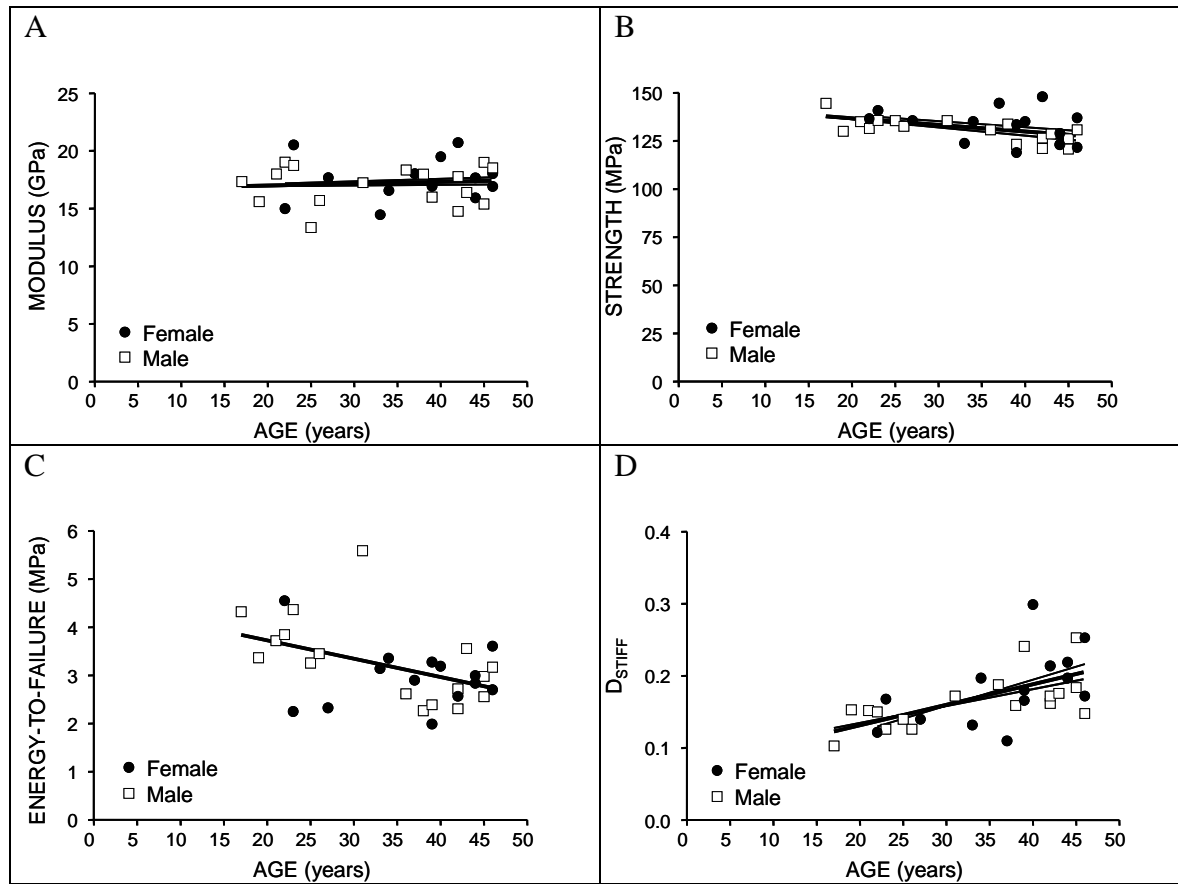 A
MODULUS (GPa)
25
20
15
10
5
0
Female
Male
0 5 10 15 20 25 30 35 40 45 50
AGE (years)
B
STRENGTH (MPa)
150
125
100
75
50
25
0
Female
Male
0 5 10 15 20 25 30 35 40 45 50
AGE (years)
C
ENERGY-TO-FAILURE (MPa)
6
5
4
3
2
1
0
Female
Male
0 5 10 15 20 25 30 35 40 45 50
AGE (years)
D
DSTIFF
0.4
0.3
0.2
0.1
0.0
Female
Male
0 5 10 15 20 25 30 35 40 45 50
AGE (years)